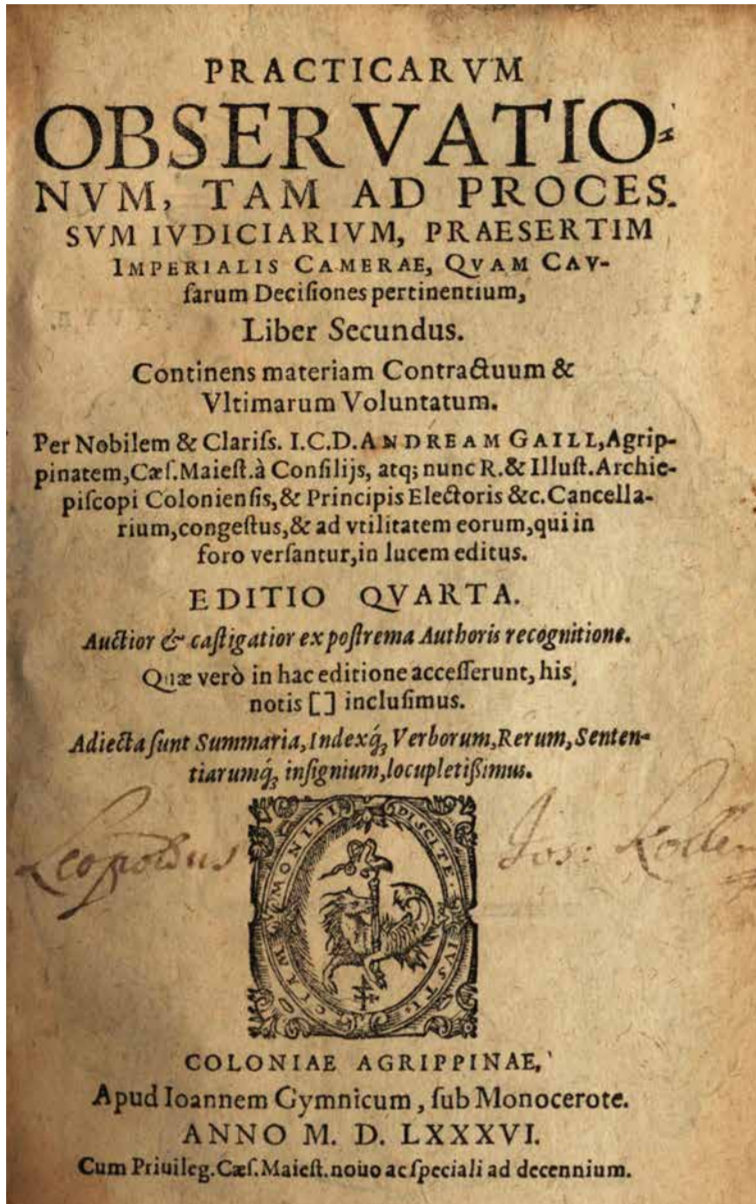 PRACTICARVM
OBSERVATIO-
NVM, TAM AD PROCES.
SVM IVDICIARIVM, PRAESERTIM
IMPERIALIS CAMERAE, QVAM CAV-
ſarum Deciſiones pertinentium,
Liber Secundus.
Continens materiam Contractuum &
Vltimarum Voluntatum.
Per Nobilem & Clariſs. I.C.D. ANDREAM GAILL, Agrip-
pinatem, Cæſ. Maieſt. à Conſilijs, atq; nunc R. & Illuſt. Archie-
piſcopi Colonienſis, & Principis Electoris &c. Cancella-
rium, congeſtus, & ad vtilitatem eorum, qui in
foro verſantur, in lucem editus.
EDITIO QVARTA.
Auctior & caſtigatior ex poſtrema Authoris recognitione.
Quæ verò in hac editione acceſſerunt, his
notis [] incluſimus.
Adiecta ſunt Summaria, Indexq́; Verborum, Rerum, Senten-
tiarumq́; inſignium, locupletißimus.
DISCITE IVSTITIAM MONITI
Leopoldus Jos:
COLONIAE AGRIPPINAE,
Apud Ioannem Gymnicum, ſub Monocerote.
ANNO M. D. LXXXVI.
Cum Priuileg. Cæſ. Maieſt. nouo ac ſpeciali ad decennium.